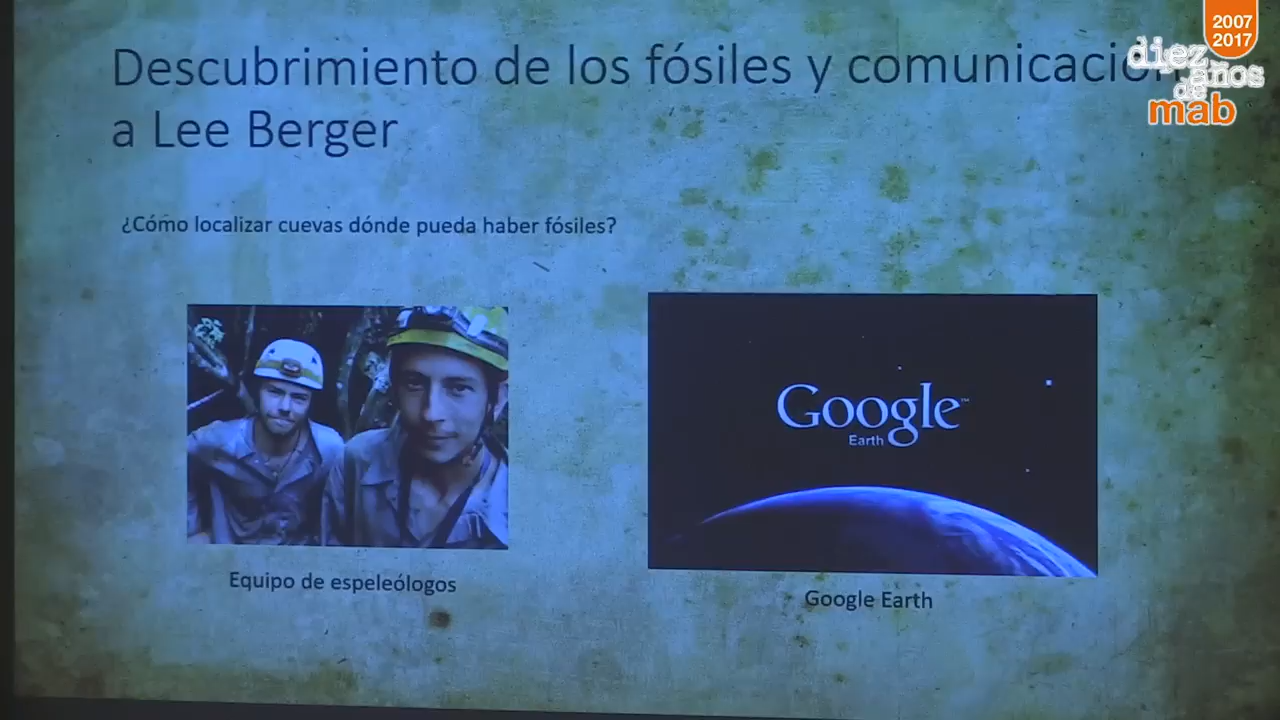 2007
2017
diez
años
de
mab
Descubrimiento de los fósiles y comunicación
a Lee Berger
¿Cómo localizar cuevas dónde pueda haber fósiles?
Google™
Earth
Equipo de espeleólogos
Google Earth